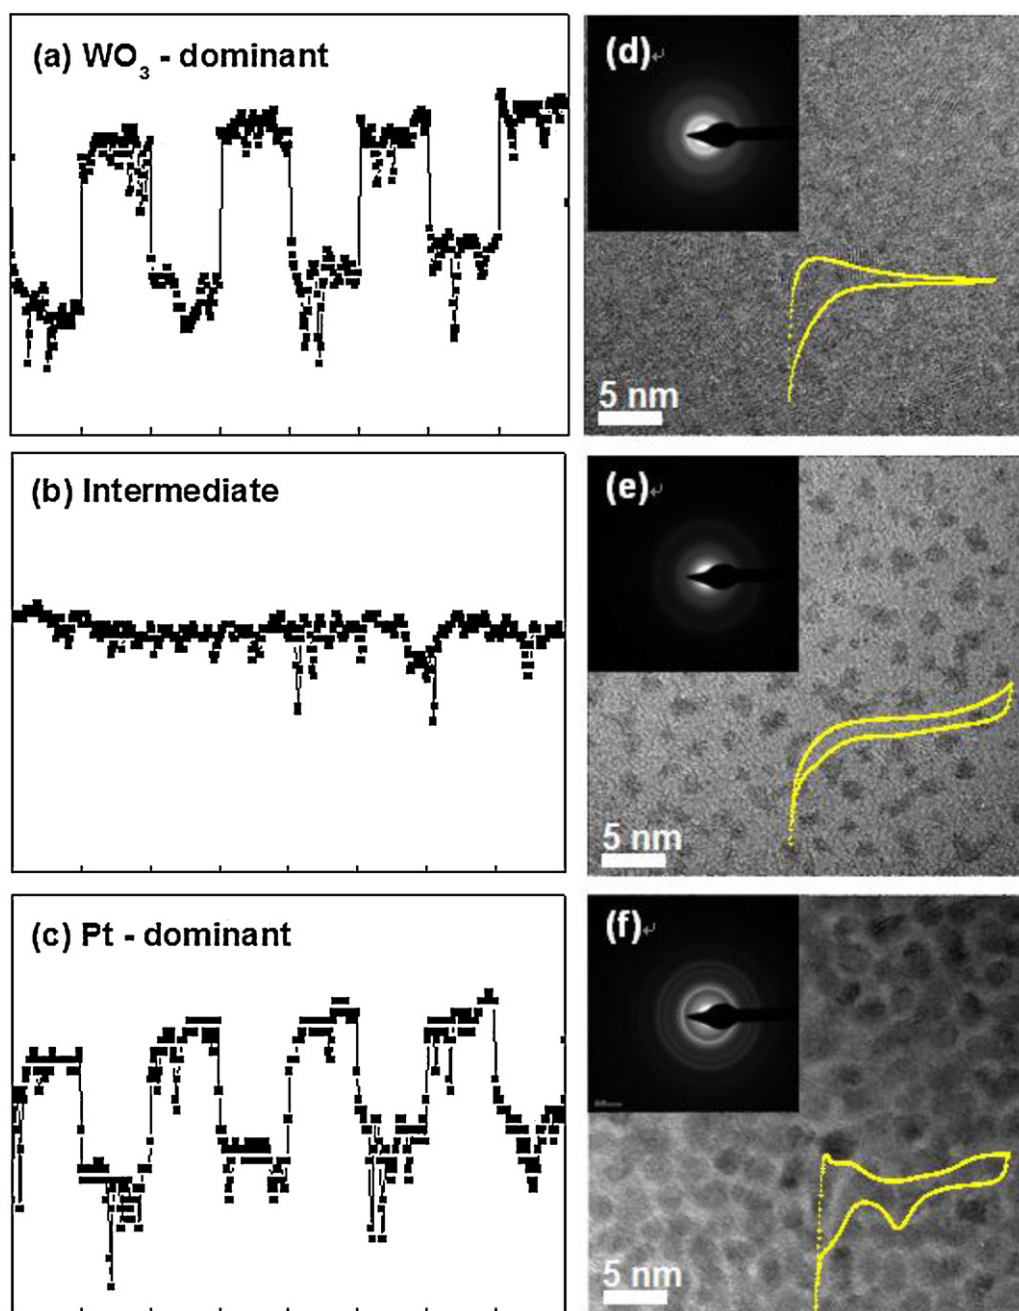 (a) WO₃ - dominant
(d)↵
5 nm
(b) Intermediate
(e)↵
5 nm
(c) Pt - dominant
(f)↵
5 nm